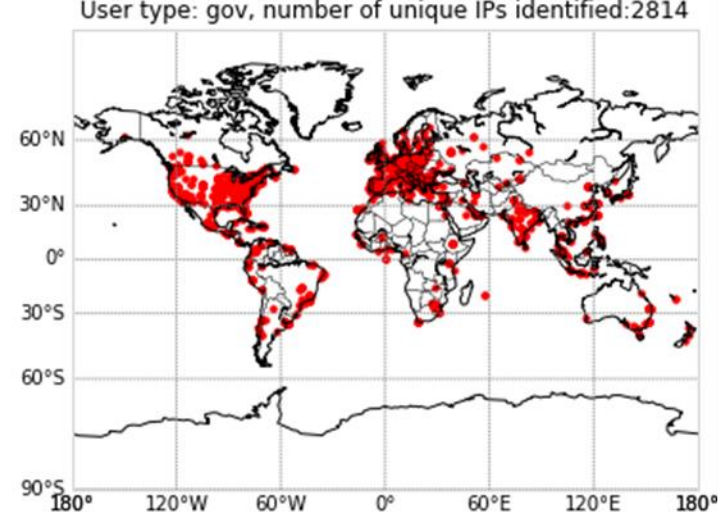 User type: gov, number of unique IPs identified:2814
60°N
30°N
0°
30°S
60°S
90°S
180° 120°W 60°W 0° 60°E 120°E 180°